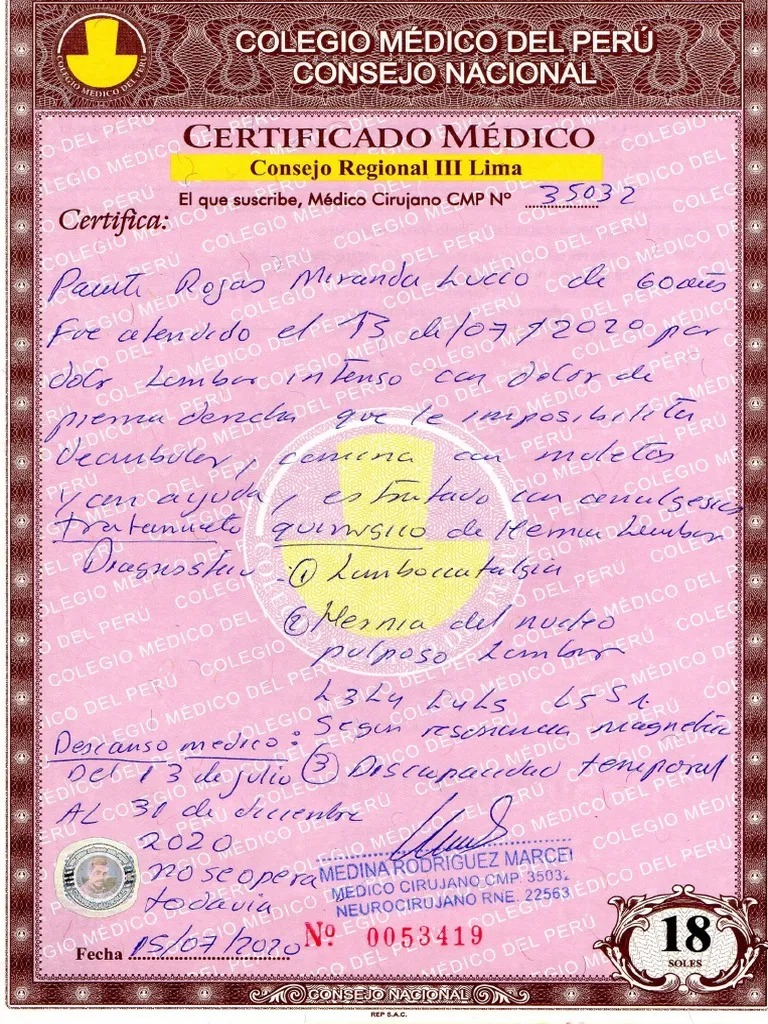 COLEGIO MÉDICO DEL PERÚ
COLEGIO MÉDICO DEL PERÚ
CONSEJO NACIONAL
CERTIFICADO MÉDICO
Consejo Regional III Lima
El que suscribe, Médico Cirujano CMP Nº 35032
Certifica:
Rojas Miranda Lucio de 60 años
Fue atendido el 13 de/07/2020 por
dolor Lumbar intenso con dolor de
pierna derecha que le imposibilita
deambular, camina con muletas
y con ayuda, es tratado con analgesicos
tratamiento quirurgico de Hernia Lumbar
Diagnostico: ① Lumbociatalgia
② Hernia del nucleo
pulposo Lumbar
L3L4 L4L5 L5S1
Segun resonancia magnetica
Descanso medico:
Del 13 de julio ③ Discapacidad temporal
AL 31 de diciembre
2020
no se opera
todavia
MEDINA RODRIGUEZ MARCE
MEDICO CIRUJANO CMP 35032
NEUROCIRUJANO RNE. 22563
Fecha 15/07/2020
Nº 0053419
18
SOLES
CONSEJO NACIONAL
REP S.A.C.